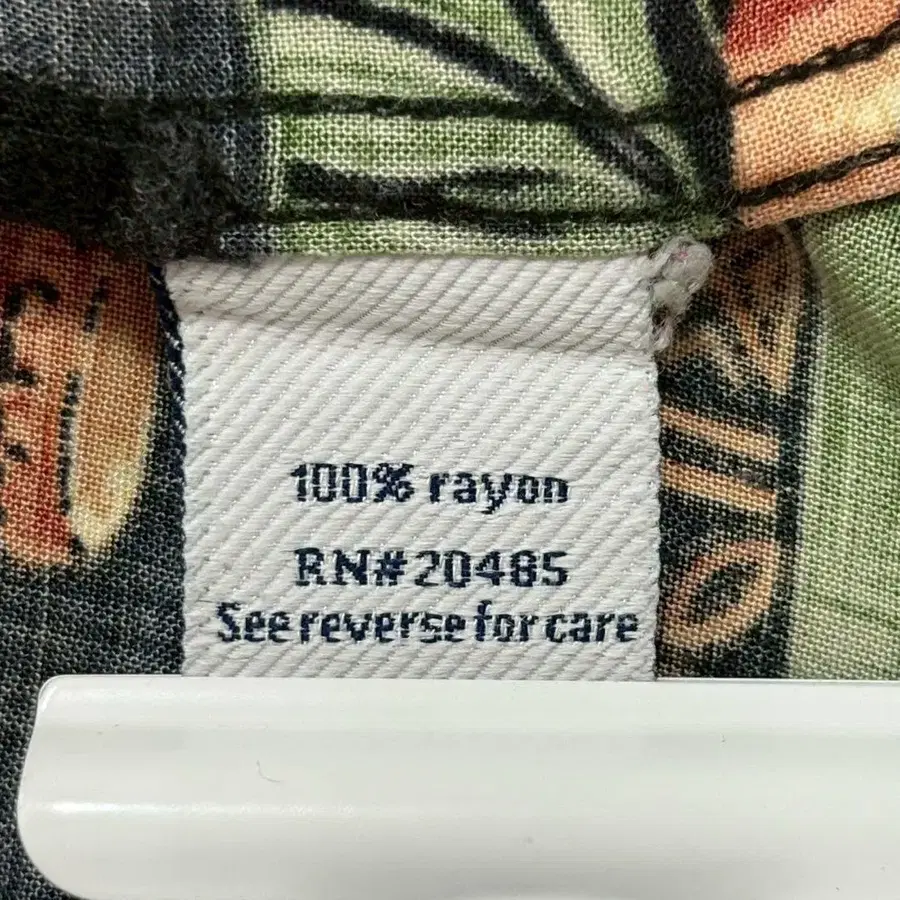 100% rayon
RN#20485
See reverse for care